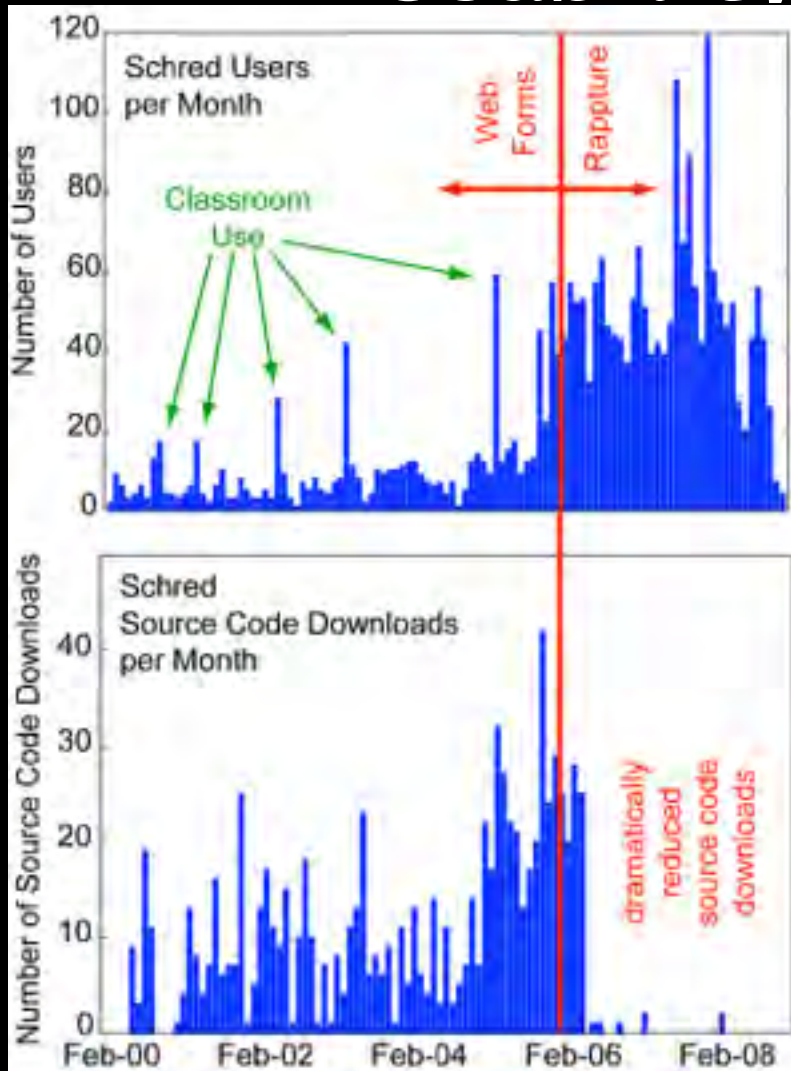 120
100
80
60
40
20
0
Number of Users
Schred Users
per Month
Classroom
Use
Web-
Forms
Rappture
40
30
20
10
0
Number of Source Code Downloads
Schred
Source Code Downloads
per Month
dramatically
reduced
source code
downloads
Feb-00 Feb-02 Feb-04 Feb-06 Feb-08